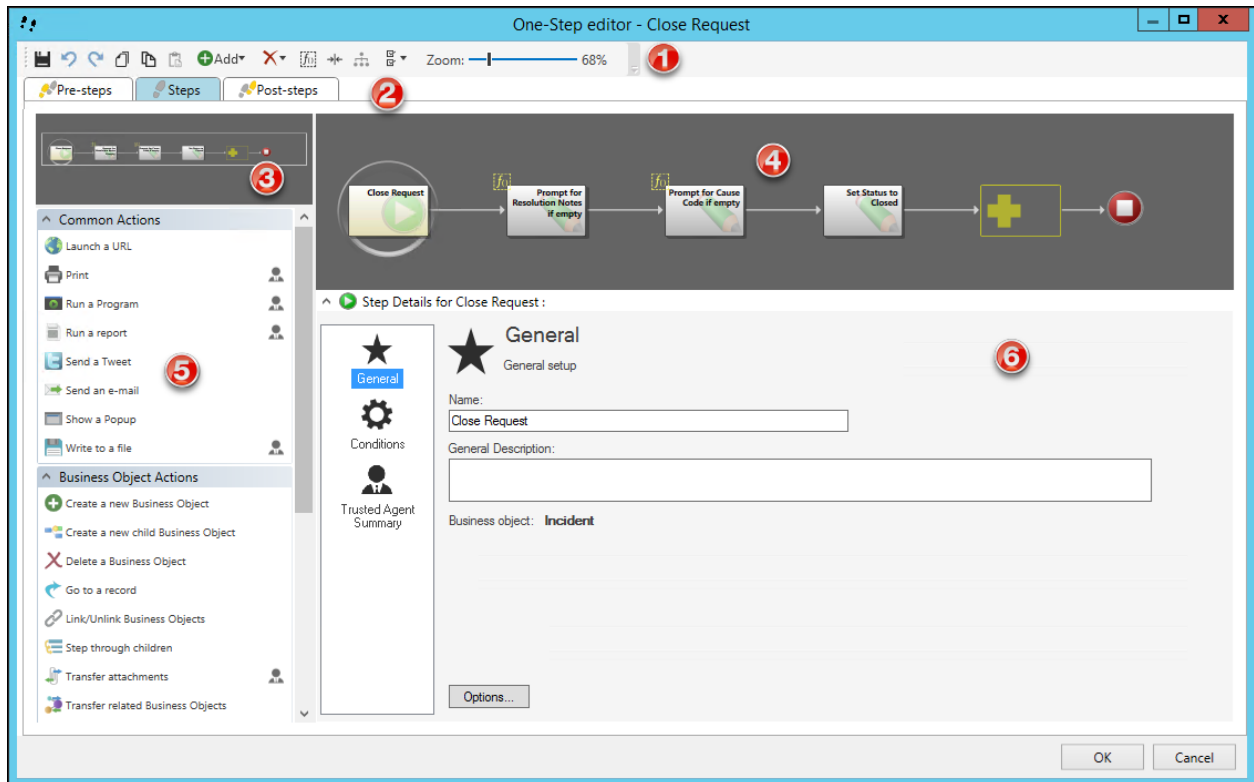 One-Step editor - Close Request
Add
Zoom:
68%
1
Pre-steps
Steps
Post-steps
2
3
4
Close Request
f()
Prompt for
Resolution Notes
if empty
f()
Prompt for Cause
Code if empty
Set Status to
Closed
Common Actions
Launch a URL
Print
Run a Program
Run a report
Send a Tweet
Send an e-mail
Show a Popup
Write to a file
5
Business Object Actions
Create a new Business Object
Create a new child Business Object
Delete a Business Object
Go to a record
Link/Unlink Business Objects
Step through children
Transfer attachments
Transfer related Business Objects
Step Details for Close Request :
General
Conditions
Trusted Agent
Summary
General
General setup
6
Name:
Close Request
General Description:
Business object: Incident
Options...
OK
Cancel